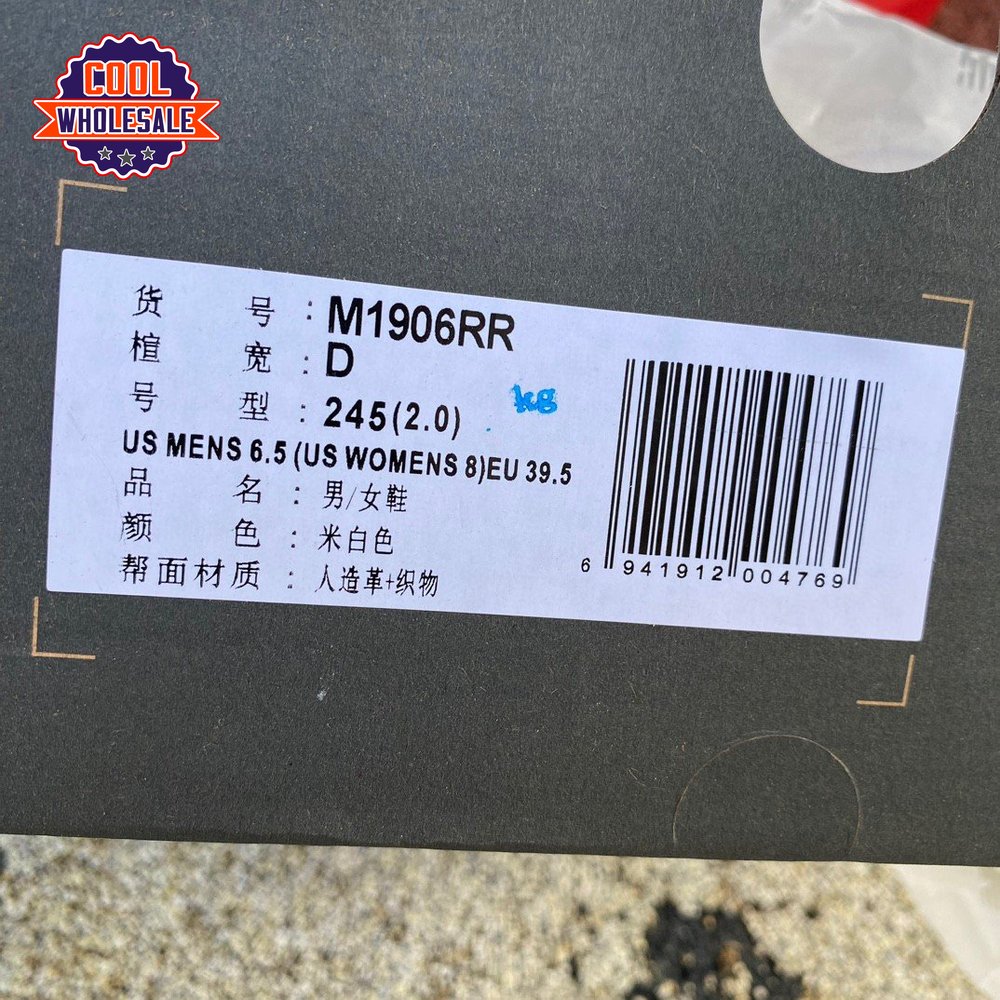 COOL
WHOLESALE
货 号 : M1906RR
楦 宽 : D
号 型 : 245(2.0)
US MENS 6.5 (US WOMENS 8)EU 39.5
品 名 : 男/女鞋
颜 色 : 米白色
帮面材质 : 人造革+织物
6 941912 004769